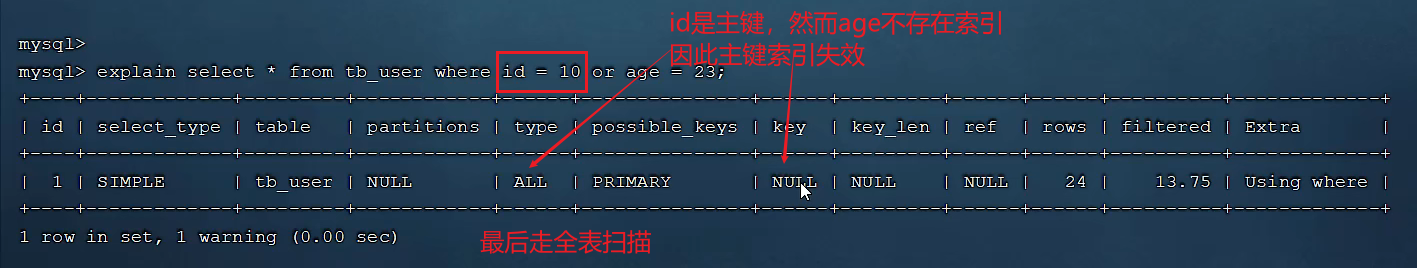 id是主键，然而age不存在索引
因此主键索引失效
mysql>
mysql> explain select * from tb_user where id = 10 or age = 23;
+----+-------------+---------+------------+------+---------------+------+---------+------+------+----------+-------------+
| id | select_type | table   | partitions | type | possible_keys | key  | key_len | ref  | rows | filtered | Extra       |
+----+-------------+---------+------------+------+---------------+------+---------+------+------+----------+-------------+
|  1 | SIMPLE      | tb_user | NULL       | ALL  | PRIMARY       | NULL | NULL    | NULL |   24 |    13.75 | Using where |
+----+-------------+---------+------------+------+---------------+------+---------+------+------+----------+-------------+
1 row in set, 1 warning (0.00 sec)
最后走全表扫描